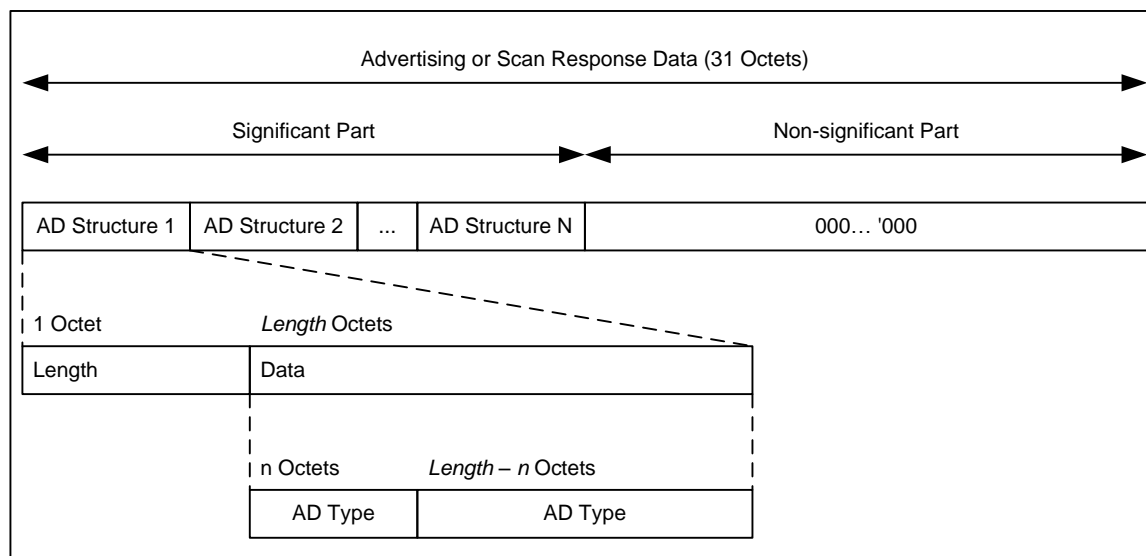 Advertising or Scan Response Data (31 Octets)
Significant Part Non-significant Part
AD Structure 1 AD Structure 2 ... AD Structure N 000... '000
1 Octet Length Octets
Length Data
n Octets Length – n Octets
AD Type AD Type